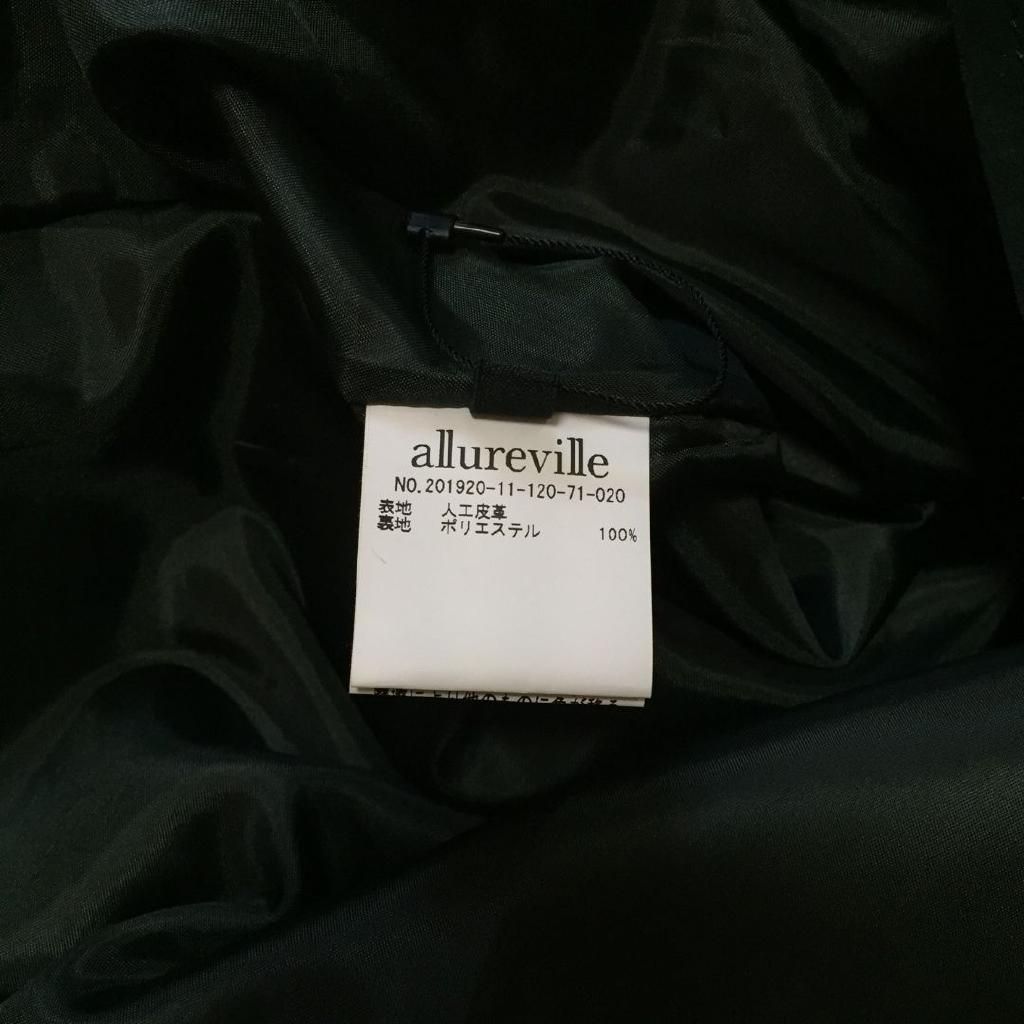 allureville
NO.201920-11-120-71-020
表地 人工皮革
裏地 ポリエステル 100%